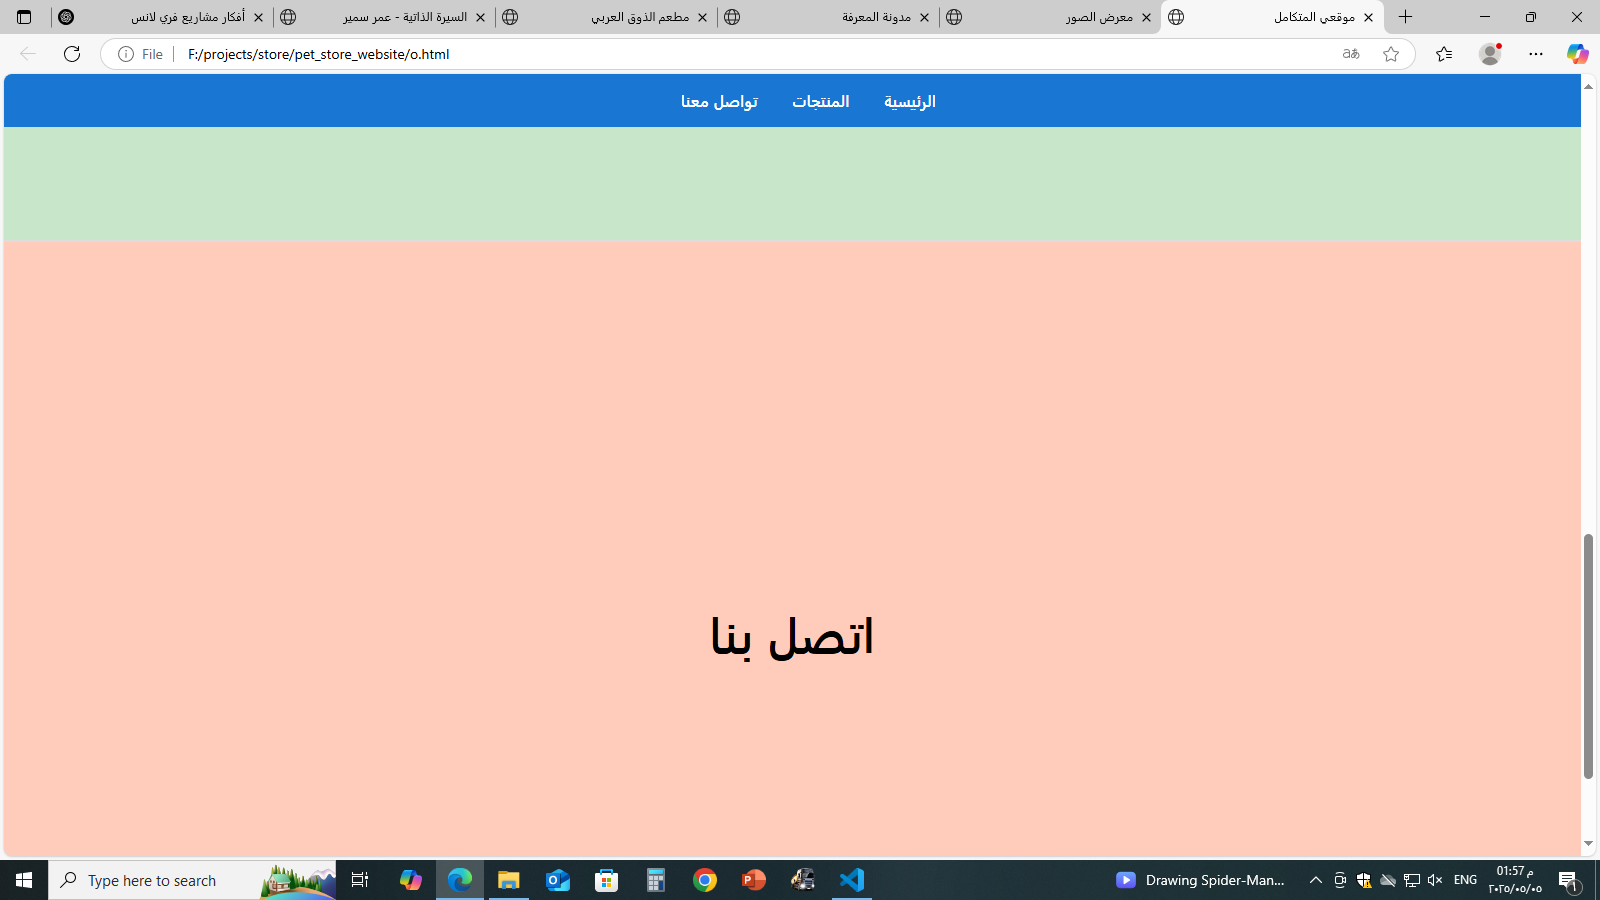 أفكار مشاريع فري لانس
السيرة الذاتية - عمر سمير
مطعم الذوق العربي
مدونة المعرفة
معرض الصور
موقعي المتكامل
File
F:/projects/store/pet_store_website/o.html
الرئيسية
المنتجات
تواصل معنا
اتصل بنا
Type here to search
Drawing Spider-Man...
ENG
01:57 م
٢٠٢٥/٠٥/٠٥
1